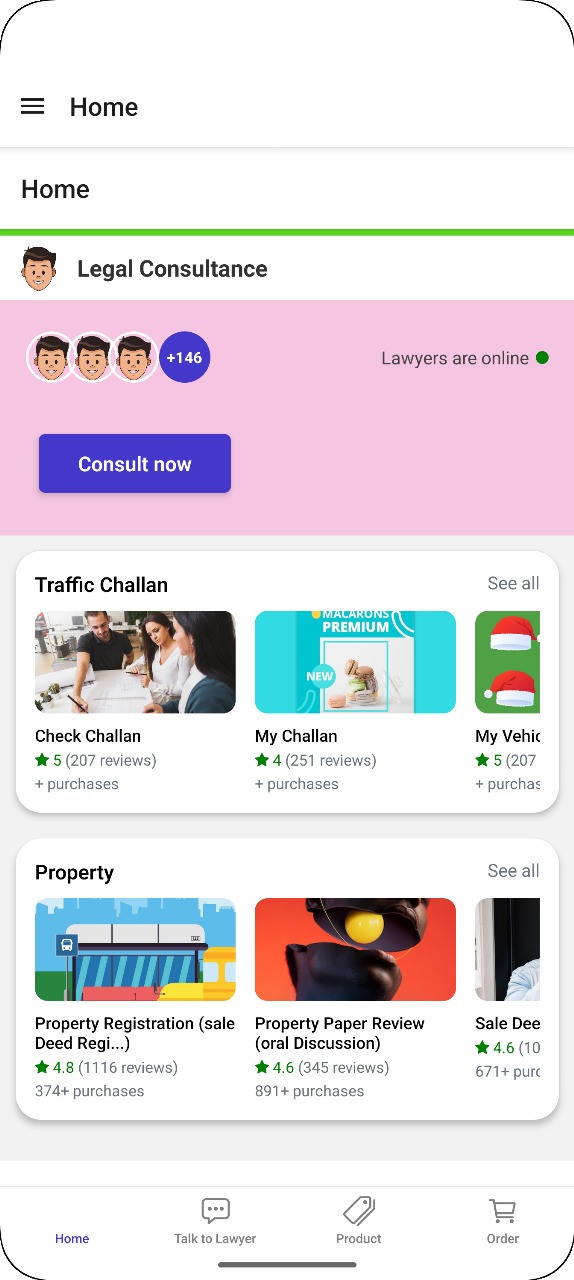 Home
Home
Legal Consultance
+146
Lawyers are online
Consult now
Traffic Challan
See all
MACARONS
PREMIUM
NEW
Check Challan
My Challan
My Vehic
5 (207 reviews)
4 (251 reviews)
5 (207
+ purchases
+ purchases
+ purchas
Property
See all
Property Registration (sale
Deed Regi...)
Property Paper Review
(oral Discussion)
Sale Dee
4.8 (1116 reviews)
4.6 (345 reviews)
4.6 (10
374+ purchases
891+ purchases
671+ purc
Home
Talk to Lawyer
Product
Order